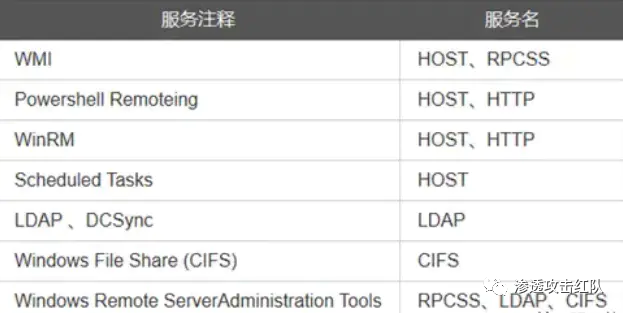 服务注释 服务名
WMI HOST、RPCSS
Powershell Remoteing HOST、HTTP
WinRM HOST、HTTP
Scheduled Tasks HOST
LDAP 、DCSync LDAP
Windows File Share (CIFS) CIFS
Windows Remote ServerAdministration Tools RPCSS、LDAP、CIFS
渗透攻击红队